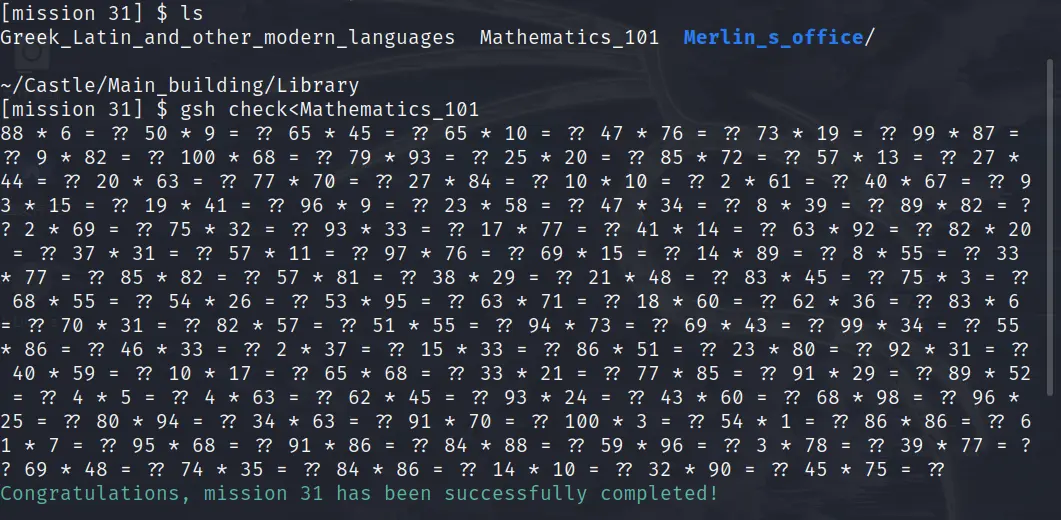 [mission 31] $ ls
Greek_Latin_and_other_modern_languages  Mathematics_101  Merlin_s_office/

~/Castle/Main_building/Library
[mission 31] $ gsh check<Mathematics_101
88 * 6 = ?? 50 * 9 = ?? 65 * 45 = ?? 65 * 10 = ?? 47 * 76 = ?? 73 * 19 = ?? 99 * 87 =
?? 9 * 82 = ?? 100 * 68 = ?? 79 * 93 = ?? 25 * 20 = ?? 85 * 72 = ?? 57 * 13 = ?? 27 *
44 = ?? 20 * 63 = ?? 77 * 70 = ?? 27 * 84 = ?? 10 * 10 = ?? 2 * 61 = ?? 40 * 67 = ?? 9
3 * 15 = ?? 19 * 41 = ?? 96 * 9 = ?? 23 * 58 = ?? 47 * 34 = ?? 8 * 39 = ?? 89 * 82 = ?
? 2 * 69 = ?? 75 * 32 = ?? 93 * 33 = ?? 17 * 77 = ?? 41 * 14 = ?? 63 * 92 = ?? 82 * 20
 = ?? 37 * 31 = ?? 57 * 11 = ?? 97 * 76 = ?? 69 * 15 = ?? 14 * 89 = ?? 8 * 55 = ?? 33
* 77 = ?? 85 * 82 = ?? 57 * 81 = ?? 38 * 29 = ?? 21 * 48 = ?? 83 * 45 = ?? 75 * 3 = ??
 68 * 55 = ?? 54 * 26 = ?? 53 * 95 = ?? 63 * 71 = ?? 18 * 60 = ?? 62 * 36 = ?? 83 * 6
= ?? 70 * 31 = ?? 82 * 57 = ?? 51 * 55 = ?? 94 * 73 = ?? 69 * 43 = ?? 99 * 34 = ?? 55
* 86 = ?? 46 * 33 = ?? 2 * 37 = ?? 15 * 33 = ?? 86 * 51 = ?? 23 * 80 = ?? 92 * 31 = ??
 40 * 59 = ?? 10 * 17 = ?? 65 * 68 = ?? 33 * 21 = ?? 77 * 85 = ?? 91 * 29 = ?? 89 * 52
 = ?? 4 * 5 = ?? 4 * 63 = ?? 62 * 45 = ?? 93 * 24 = ?? 43 * 60 = ?? 68 * 98 = ?? 96 *
25 = ?? 80 * 94 = ?? 34 * 63 = ?? 91 * 70 = ?? 100 * 3 = ?? 54 * 1 = ?? 86 * 86 = ?? 6
1 * 7 = ?? 95 * 68 = ?? 91 * 86 = ?? 84 * 88 = ?? 59 * 96 = ?? 3 * 78 = ?? 39 * 77 = ?
? 69 * 48 = ?? 74 * 35 = ?? 84 * 86 = ?? 14 * 10 = ?? 32 * 90 = ?? 45 * 75 = ??
Congratulations, mission 31 has been successfully completed!